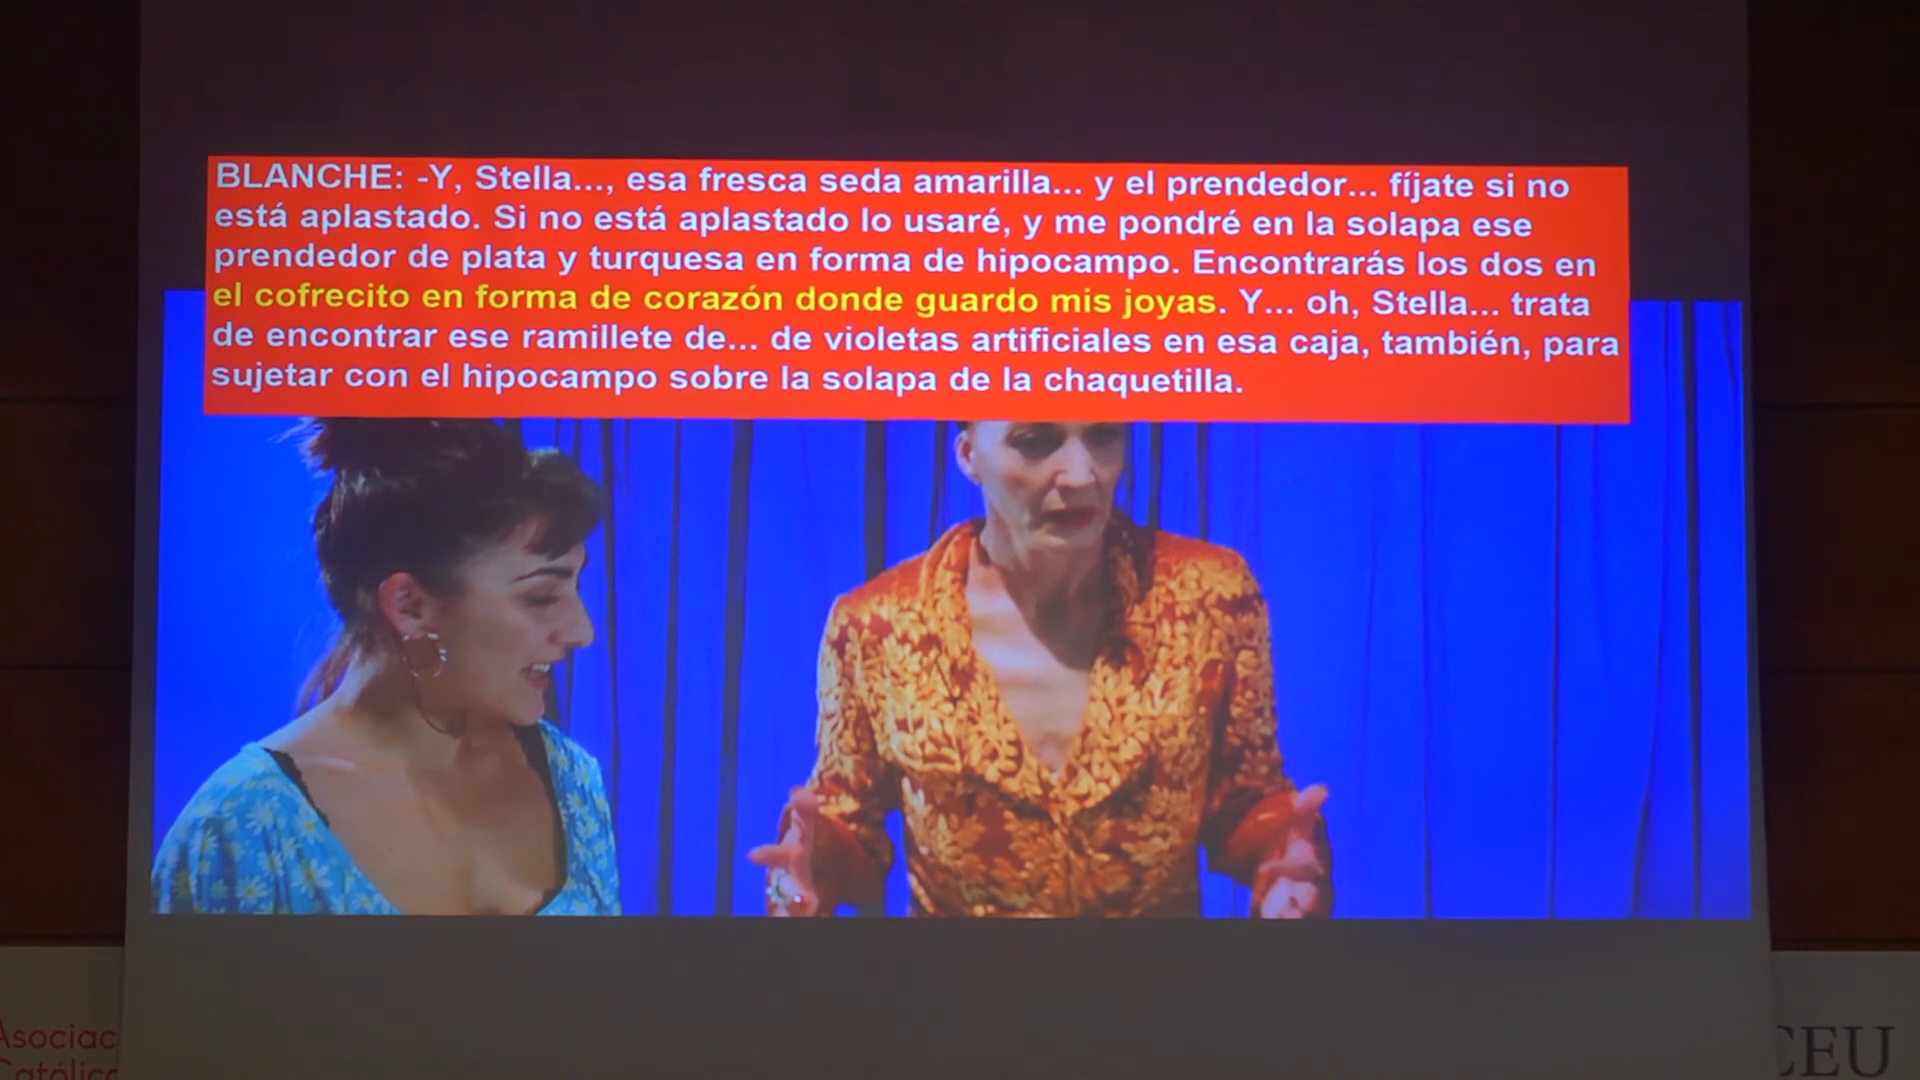 BLANCHE: -Y, Stella..., esa fresca seda amarilla... y el prendedor... fíjate si no
está aplastado. Si no está aplastado lo usaré, y me pondré en la solapa ese
prendedor de plata y turquesa en forma de hipocampo. Encontrarás los dos en
el cofrecito en forma de corazón donde guardo mis joyas. Y... oh, Stella... trata
de encontrar ese ramillete de... de violetas artificiales en esa caja, también, para
sujetar con el hipocampo sobre la solapa de la chaquetilla.
Asociac
Católica
CEU